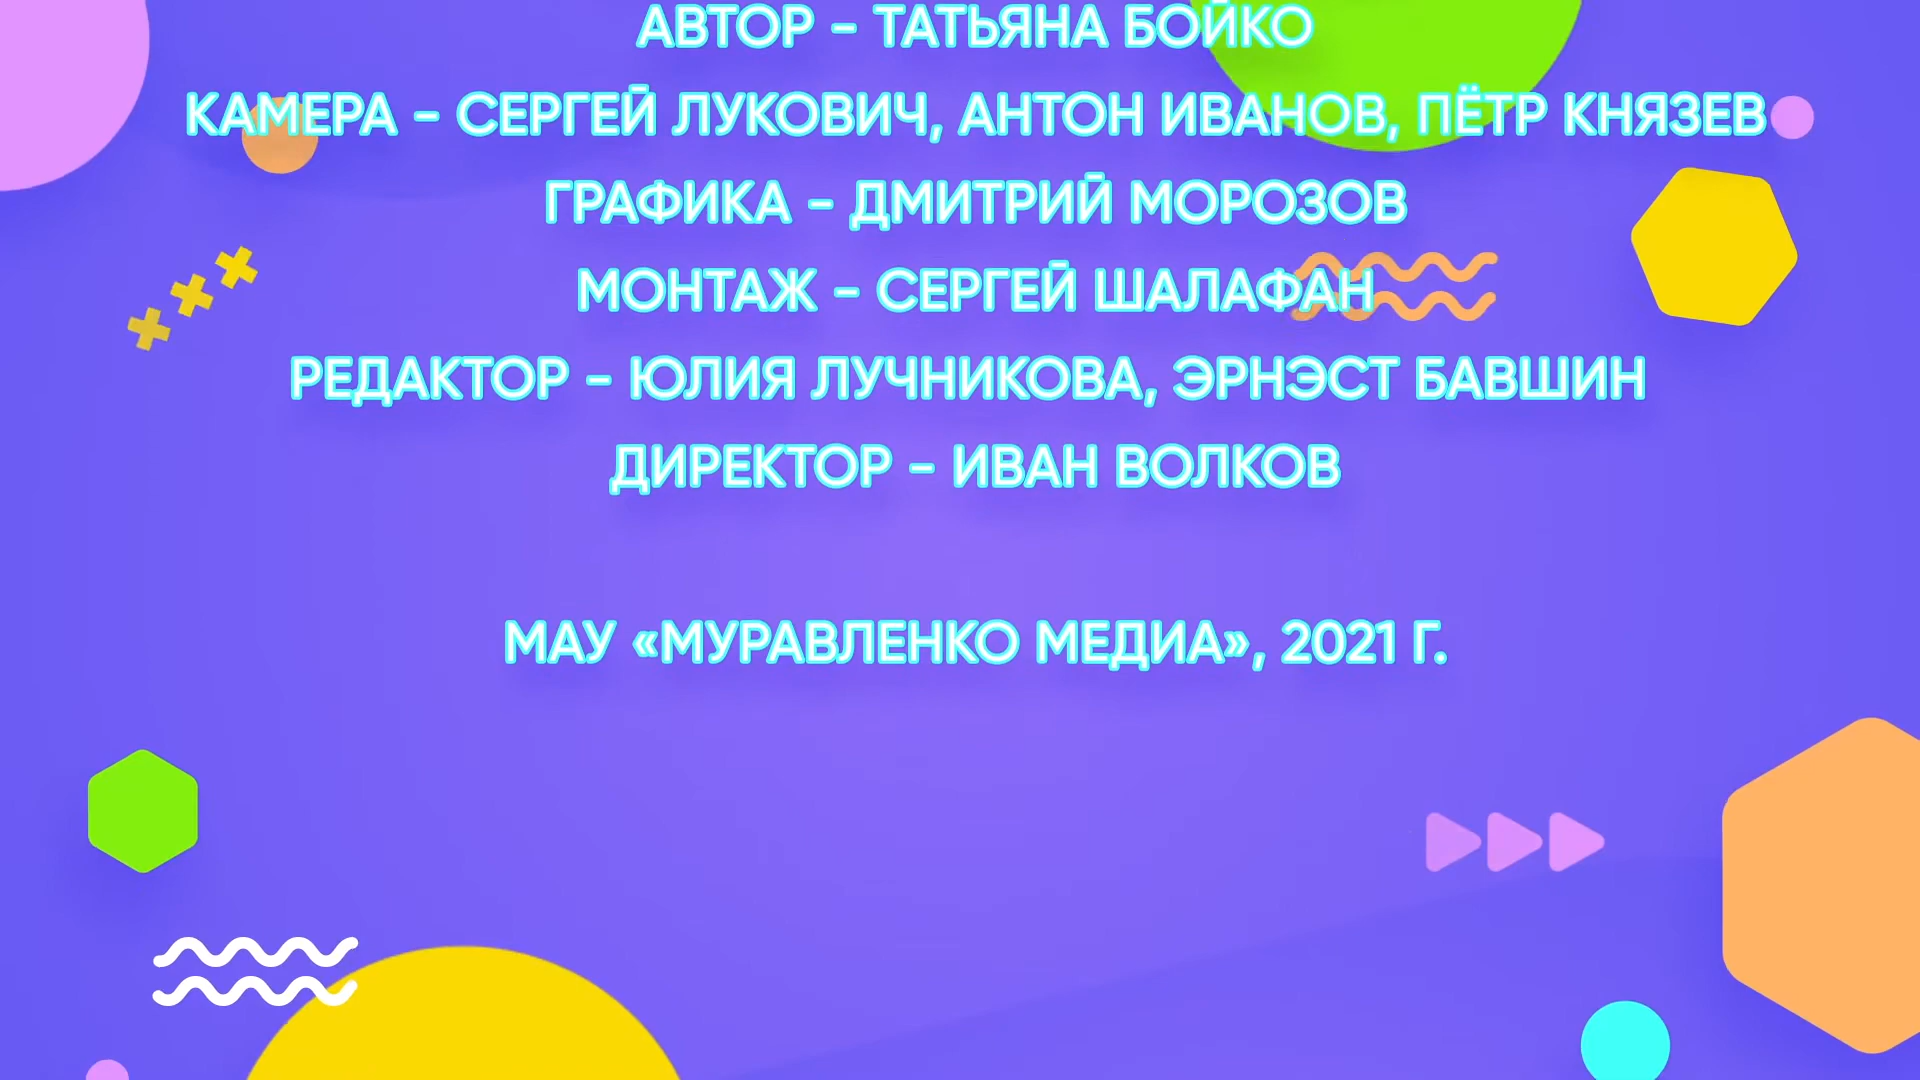 АВТОР - ТАТЬЯНА БОЙКО
КАМЕРА - СЕРГЕЙ ЛУКОВИЧ, АНТОН ИВАНОВ, ПЁТР КНЯЗЕВ
ГРАФИКА - ДМИТРИЙ МОРОЗОВ
МОНТАЖ - СЕРГЕЙ ШАЛАФАН
РЕДАКТОР - ЮЛИЯ ЛУЧНИКОВА, ЭРНЭСТ БАВШИН
ДИРЕКТОР - ИВАН ВОЛКОВ
МАУ «МУРАВЛЕНКО МЕДИА», 2021 Г.